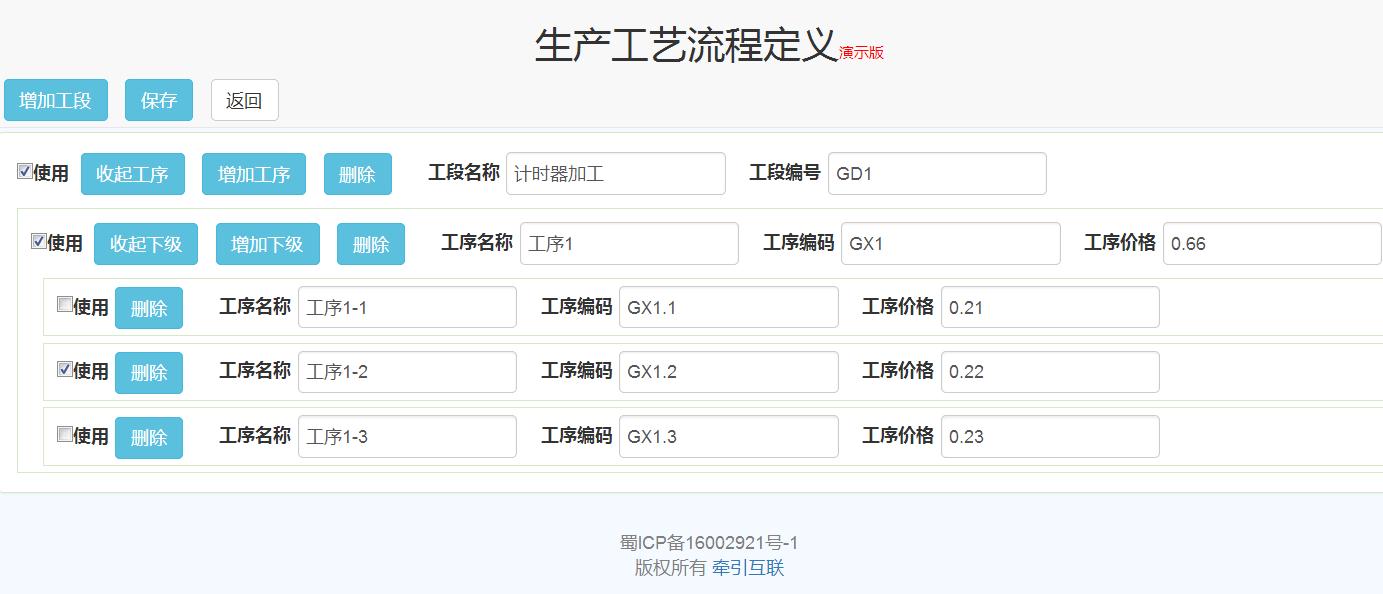 生产工艺流程定义演示版
增加工段 保存 返回
使用 收起工序 增加工序 删除 工段名称 计时器加工 工段编号 GD1
使用 收起下级 增加下级 删除 工序名称 工序1 工序编码 GX1 工序价格 0.66
使用 删除 工序名称 工序1-1 工序编码 GX1.1 工序价格 0.21
使用 删除 工序名称 工序1-2 工序编码 GX1.2 工序价格 0.22
使用 删除 工序名称 工序1-3 工序编码 GX1.3 工序价格 0.23
蜀ICP备16002921号-1
版权所有 牵引互联